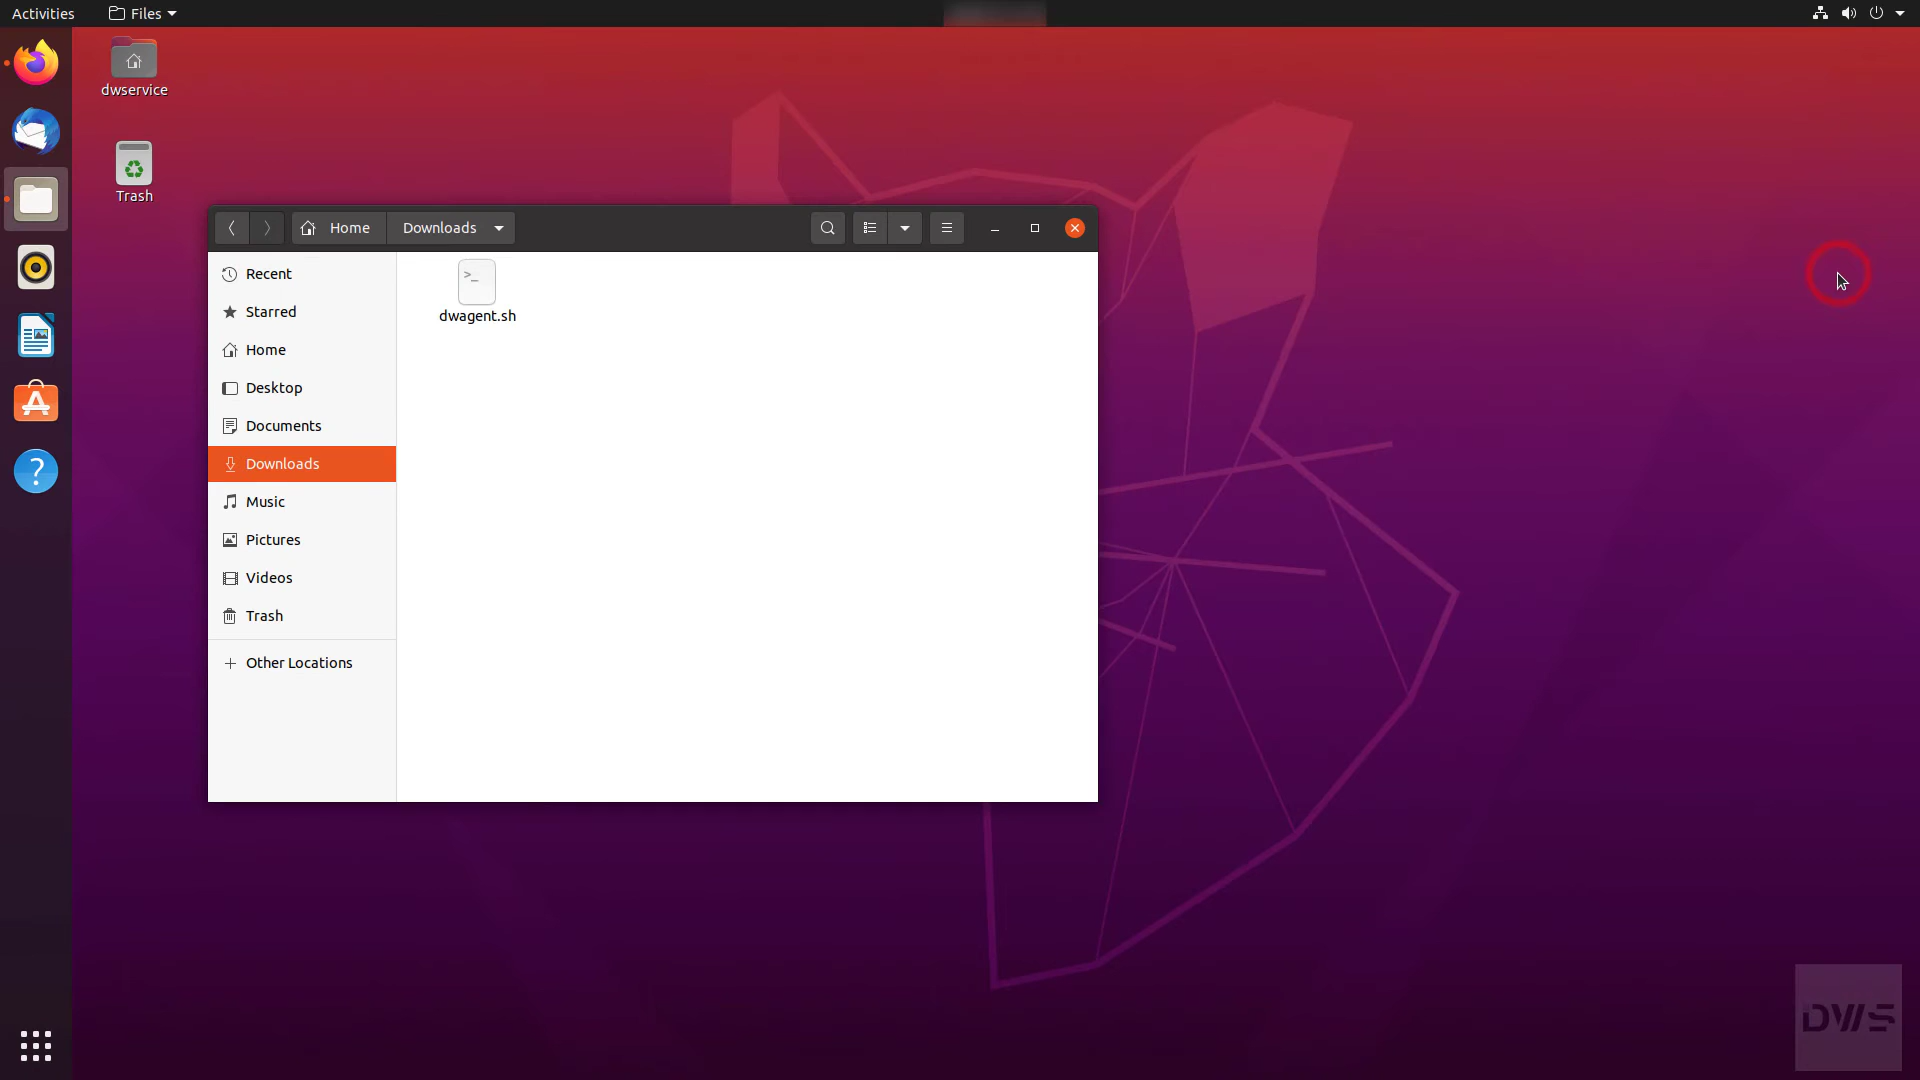 Activities
Files
dwservice
Trash
Home
Downloads
Recent
Starred
Home
Desktop
Documents
Downloads
Music
Pictures
Videos
Trash
Other Locations
>_
dwagent.sh
?
DWS